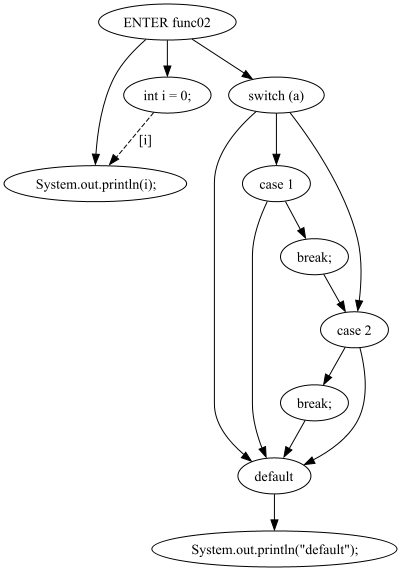 ENTER func02
int i = 0;
switch (a)
[i]
System.out.println(i);
case 1
break;
case 2
break;
default
System.out.println("default");